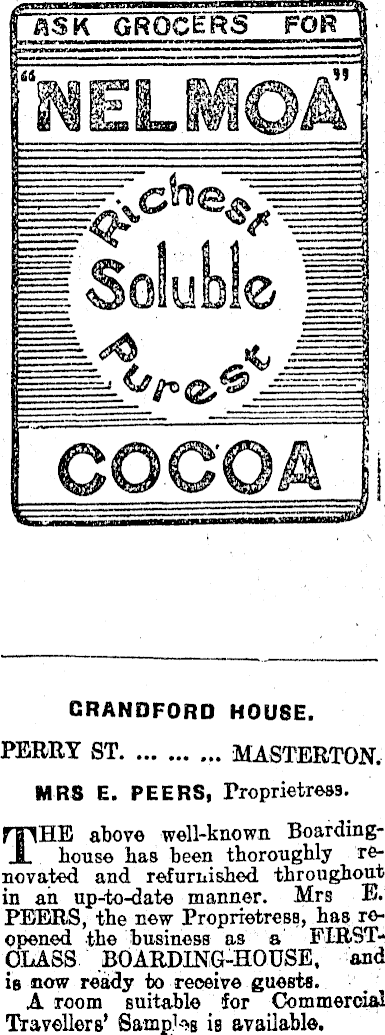 ASK GROCERS FOR
"NELMOA"
Richest
Soluble
Purest
COCOA
GRANDFORD HOUSE.
PERRY ST. ... ... ... MASTERTON.
MRS E. PEERS, Proprietress.
THE above well-known Boarding-
house has been thoroughly re-
novated and refurnished throughout
in an up-to-date manner. Mrs E.
PEERS, the new Proprietress, has re-
opened the business as a FIRST-
CLASS BOARDING-HOUSE, and
is now ready to receive guests.
A room suitable for Commercial
Travellers' Samples is available.